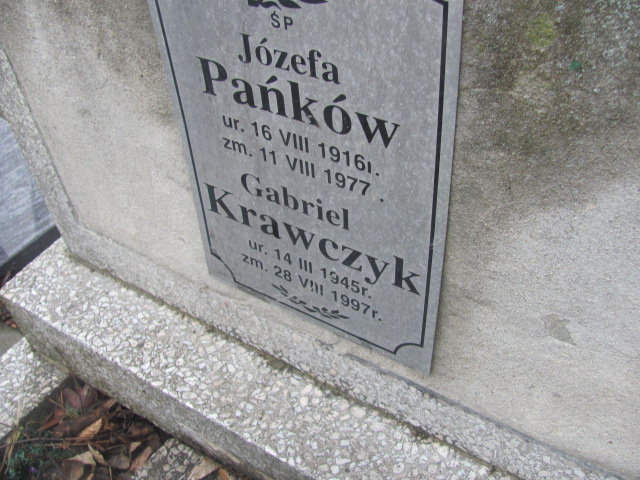 ŚP
Józefa
Pańków
ur. 16 VIII 1916r.
zm. 11 VIII 1977 .
Gabriel
Krawczyk
ur. 14 III 1945r.
zm. 28 VIII 1997r.